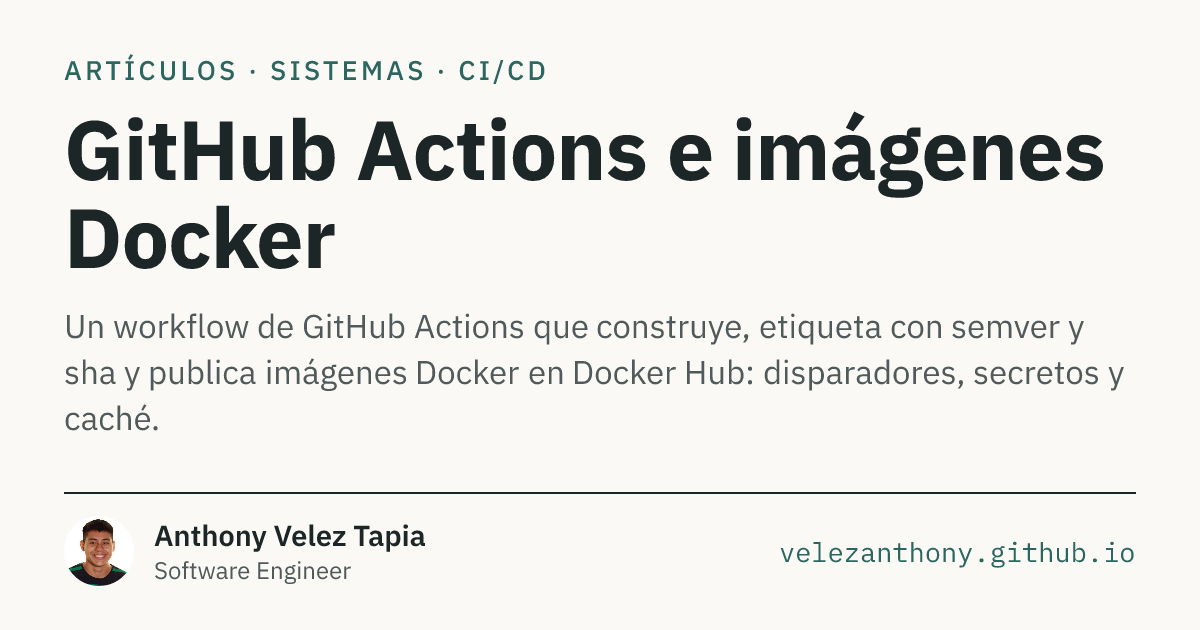 ARTÍCULOS · SISTEMAS · CI/CD
GitHub Actions e imágenes
Docker
Un workflow de GitHub Actions que construye, etiqueta con semver y
sha y publica imágenes Docker en Docker Hub: disparadores, secretos y
caché.
Anthony Velez Tapia
Software Engineer
velezanthony.github.io